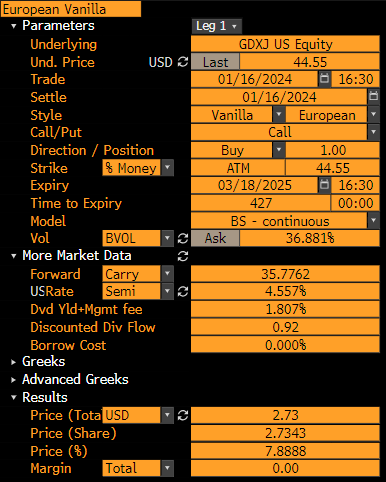 European Vanilla
Parameters Leg 1
Underlying GDXJ US Equity
Und. Price USD Last 44.55
Trade 01/16/2024 16:30
Settle 01/16/2024
Style Vanilla European
Call/Put Call
Direction / Position Buy 1.00
Strike % Money ATM 44.55
Expiry 03/18/2025 16:30
Time to Expiry 427 00:00
Model BS - continuous
Vol BVOL Ask 36.881%
More Market Data
Forward Carry 35.7762
USRate Semi 4.557%
Dvd Yld+Mgmt fee 1.807%
Discounted Div Flow 0.92
Borrow Cost 0.000%
Greeks
Advanced Greeks
Results
Price (Tota USD 2.73
Price (Share) 2.7343
Price (%) 7.8888
Margin Total 0.00